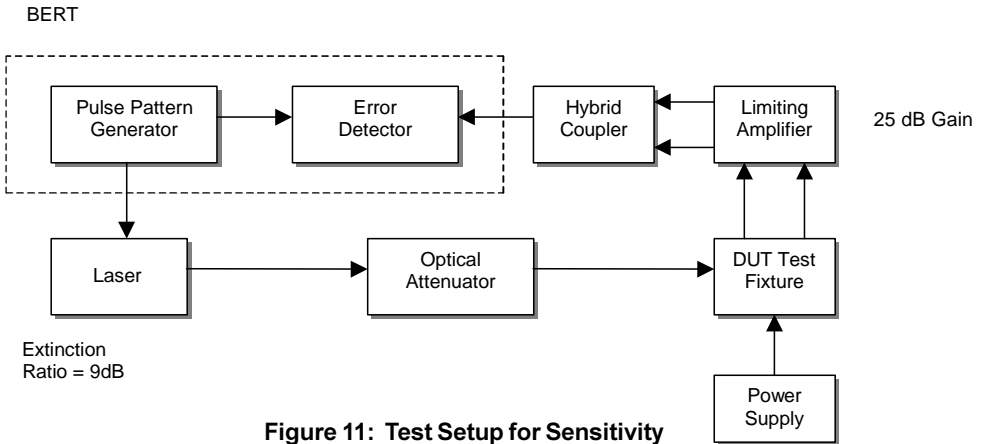 BERT
Pulse Pattern
Generator
Error
Detector
Hybrid
Coupler
Limiting
Amplifier
25 dB Gain
Laser
Optical
Attenuator
DUT Test
Fixture
Extinction
Ratio = 9dB
Power
Supply
Figure 11: Test Setup for Sensitivity